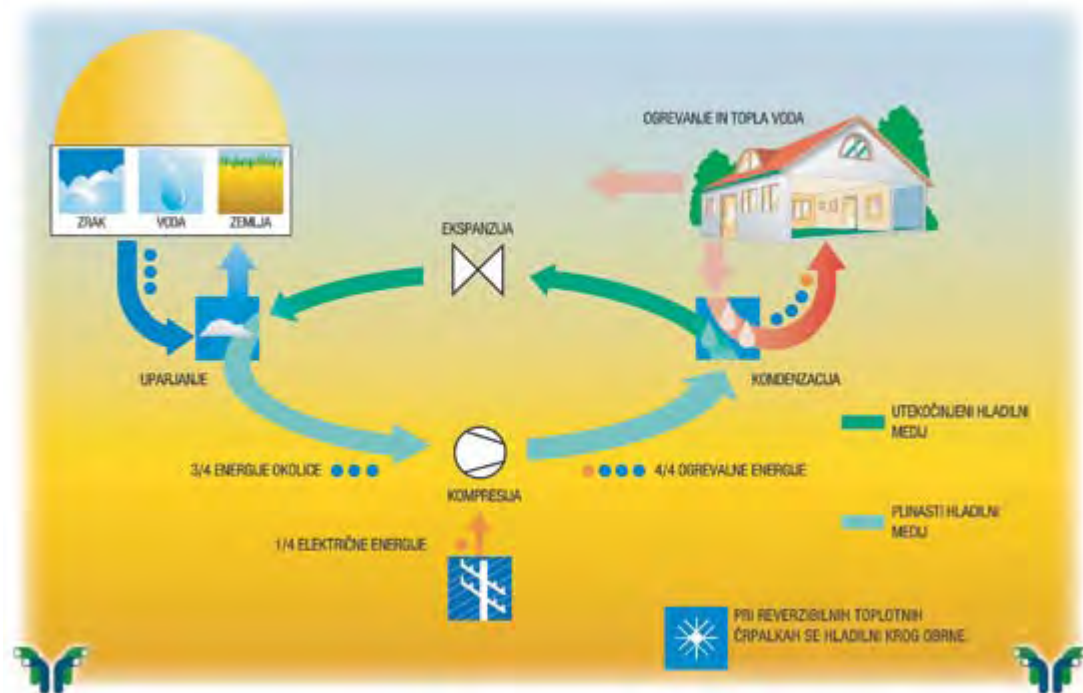 OGREVANJE IN TOPLA VODA
ZRAK
VODA
ZEMLJA
EKSPANZIJA
UPARJANJE
KONDENZACIJA
UTEKOČINJENI HLADILNI
MEDIJ
3/4 ENERGIJE OKOLICE
4/4 OGREVALNE ENERGIJE
KOMPRESIJA
PLINASTI HLADILNI
MEDIJ
1/4 ELEKTRIČNE ENERGIJE
PRI REVERZIBILNIH TOPLOTNIH
ČRPALKAH SE HLADILNI KROG OBRNE.